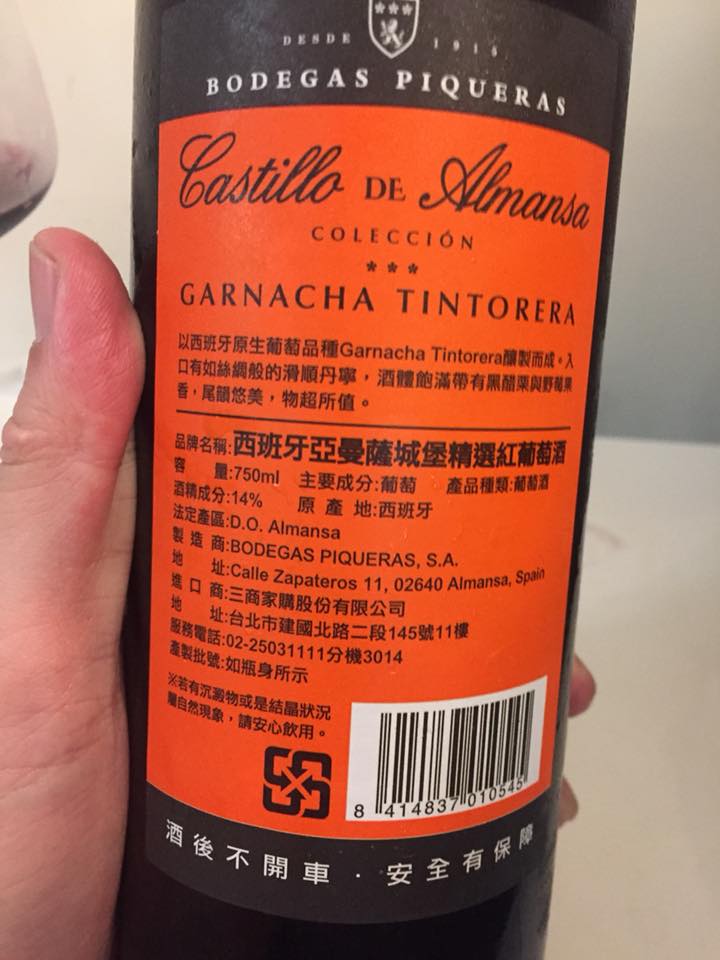 DESDE 1915
BODEGAS PIQUERAS
Castillo DE Almansa
COLECCIÓN
***
GARNACHA TINTORERA
以西班牙原生葡萄品種Garnacha Tintorera釀製而成。入
口有如絲綢般的滑順丹寧，酒體飽滿帶有黑醋栗與野莓果
香，尾韻悠美，物超所值。
品牌名稱:西班牙亞曼薩城堡精選紅葡萄酒
容 量:750ml 主要成分:葡萄 產品種類:葡萄酒
酒精成分:14% 原 產 地:西班牙
法定產區:D.O. Almansa
製 造 商:BODEGAS PIQUERAS, S.A.
地 址:Calle Zapateros 11, 02640 Almansa, Spain
進 口 商:三商家購股份有限公司
地 址:台北市建國北路二段145號11樓
服務電話:02-25031111分機3014
產製批號:如瓶身所示
※若有沉澱物或是結晶狀況
屬自然現象，請安心飲用。
8 414837 010545
酒後不開車 · 安全有保障